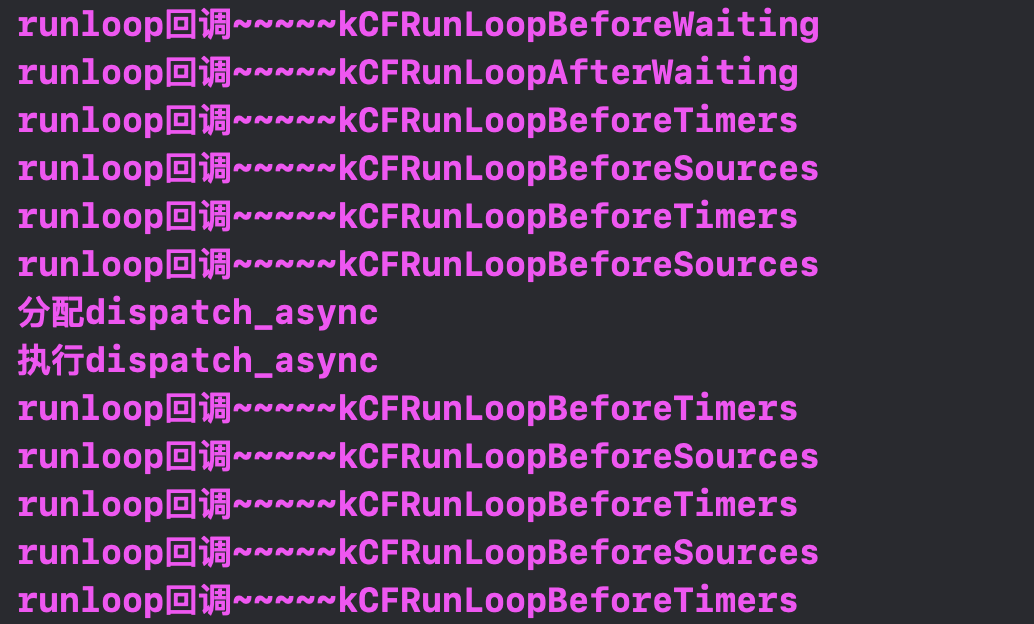 runloop回调~~~~~kCFRunLoopBeforeWaiting
runloop回调~~~~~kCFRunLoopAfterWaiting
runloop回调~~~~~kCFRunLoopBeforeTimers
runloop回调~~~~~kCFRunLoopBeforeSources
runloop回调~~~~~kCFRunLoopBeforeTimers
runloop回调~~~~~kCFRunLoopBeforeSources
分配dispatch_async
执行dispatch_async
runloop回调~~~~~kCFRunLoopBeforeTimers
runloop回调~~~~~kCFRunLoopBeforeSources
runloop回调~~~~~kCFRunLoopBeforeTimers
runloop回调~~~~~kCFRunLoopBeforeSources
runloop回调~~~~~kCFRunLoopBeforeTimers